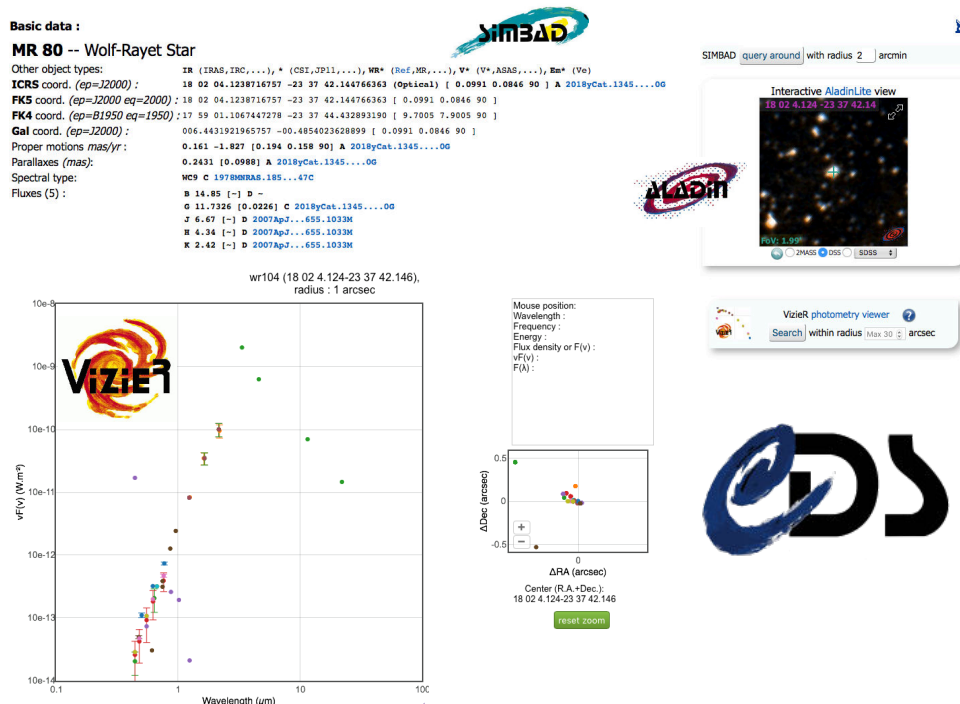 Basic data :
SIMBAD
MR 80 -- Wolf-Rayet Star
Other object types: IR (IRAS,IRC,...), * (CSI,JP11,...), WR* (Ref,MR,...), V* (V*,ASAS,...), Em* (Ve)
ICRS coord. (ep=J2000) : 18 02 04.1238716757 -23 37 42.144766363 (Optical) [ 0.0991 0.0846 90 ] A 2018yCat.1345....0G
FK5 coord. (ep=J2000 eq=2000) : 18 02 04.1238716757 -23 37 42.144766363 [ 0.0991 0.0846 90 ]
FK4 coord. (ep=B1950 eq=1950) : 17 59 01.1067447278 -23 37 44.432893190 [ 9.7005 7.9005 90 ]
Gal coord. (ep=J2000) : 006.4431921965757 -00.4854023628899 [ 0.0991 0.0846 90 ]
Proper motions mas/yr : 0.161 -1.827 [0.194 0.158 90] A 2018yCat.1345....0G
Parallaxes (mas): 0.2431 [0.0988] A 2018yCat.1345....0G
Spectral type: WC9 C 1978MNRAS.185...47C
Fluxes (5) : B 14.85 [~] D ~
G 11.7326 [0.0226] C 2018yCat.1345....0G
J 6.67 [~] D 2007ApJ...655.1033M
H 4.34 [~] D 2007ApJ...655.1033M
K 2.42 [~] D 2007ApJ...655.1033M
SIMBAD query around with radius 2 arcmin
Interactive AladinLite view
18 02 4.124 -23 37 42.14
FoV: 1.99'
2MASS DSS SDSS
ALADIN
VizieR photometry viewer ?
VizieR
Search within radius Max 30 arcsec
CDS
wr104 (18 02 4.124-23 37 42.146),
radius : 1 arcsec
VizieR
10e-8
10e-9
10e-10
10e-11
10e-12
10e-13
10e-14
νF(ν) (W.m²)
0.1 1 10 100
Wavelength (μm)
Mouse position:
Wavelength :
Frequency :
Energy :
Flux density or F(ν) :
νF(ν) :
F(λ) :
0.5
0
-0.5
ΔDec (arcsec)
+
−
0
ΔRA (arcsec)
Center (R.A.+Dec.):
18 02 4.124-23 37 42.146
reset zoom